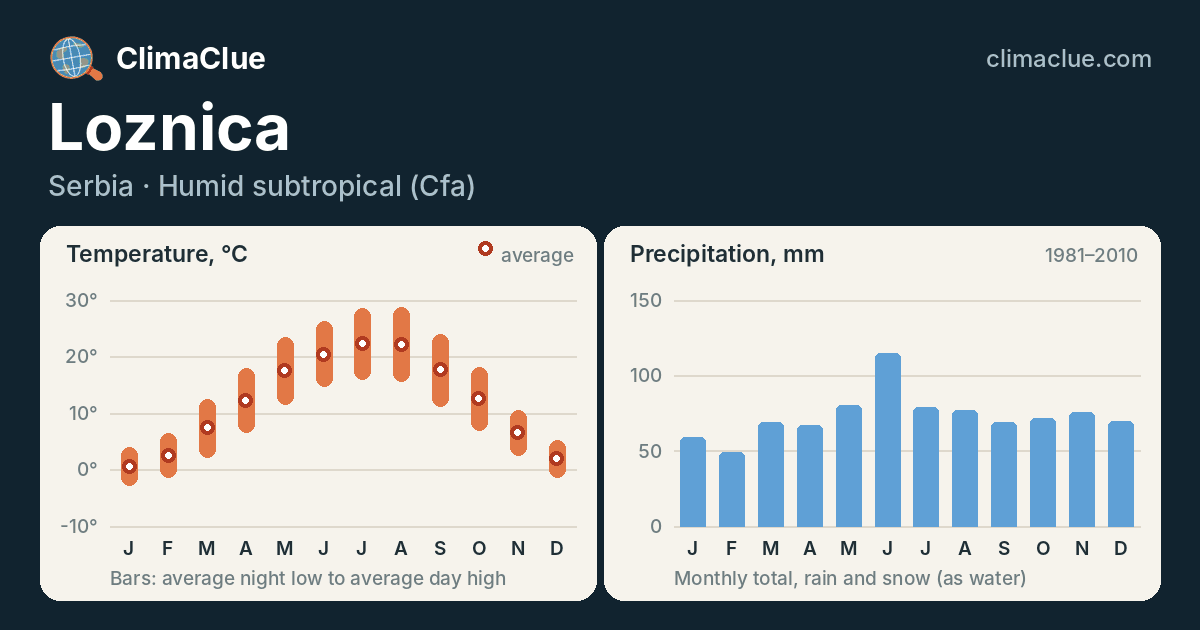 ClimaClue
climaclue.com
Loznica
Serbia · Humid subtropical (Cfa)
Temperature, °C
average
30°
20°
10°
0°
-10°
J F M A M J J A S O N D
Bars: average night low to average day high
Precipitation, mm
1981–2010
150
100
50
0
J F M A M J J A S O N D
Monthly total, rain and snow (as water)